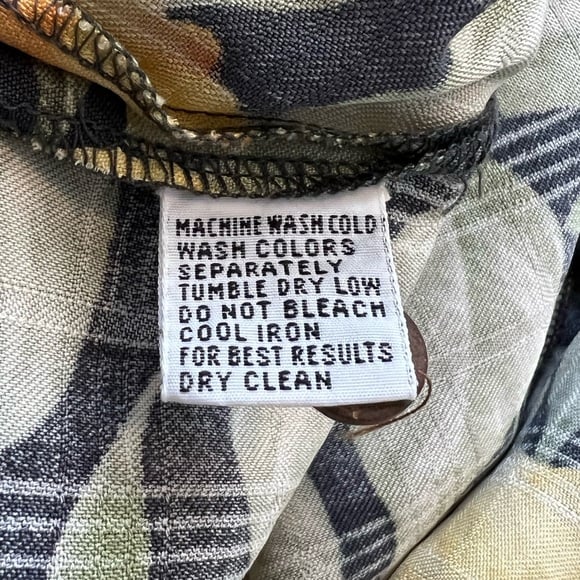 MACHINE WASH COLD
WASH COLORS
SEPARATELY
TUMBLE DRY LOW
DO NOT BLEACH
COOL IRON
FOR BEST RESULTS
DRY CLEAN